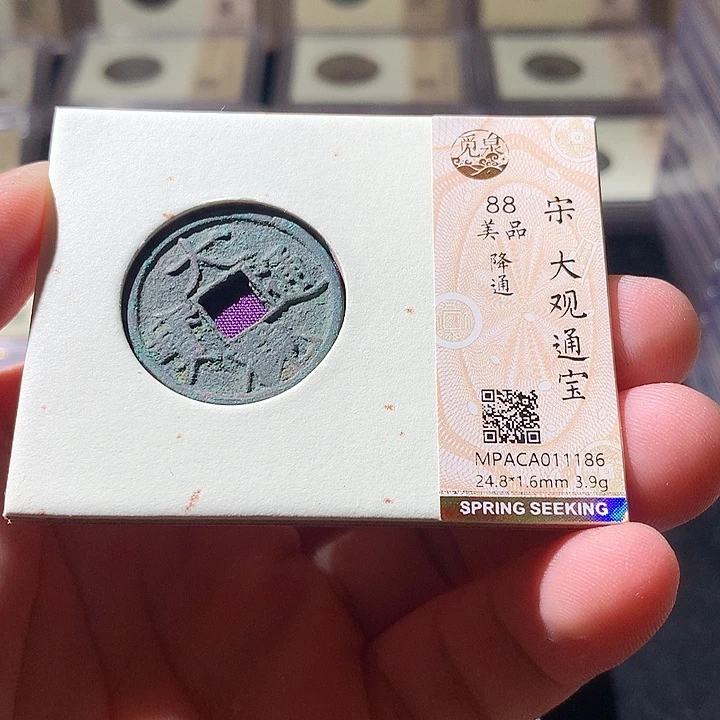 觅泉
88
美品
降通
宋 大观通宝
MPACA011186
24.8*1.6mm 3.9g
SPRING SEEKING